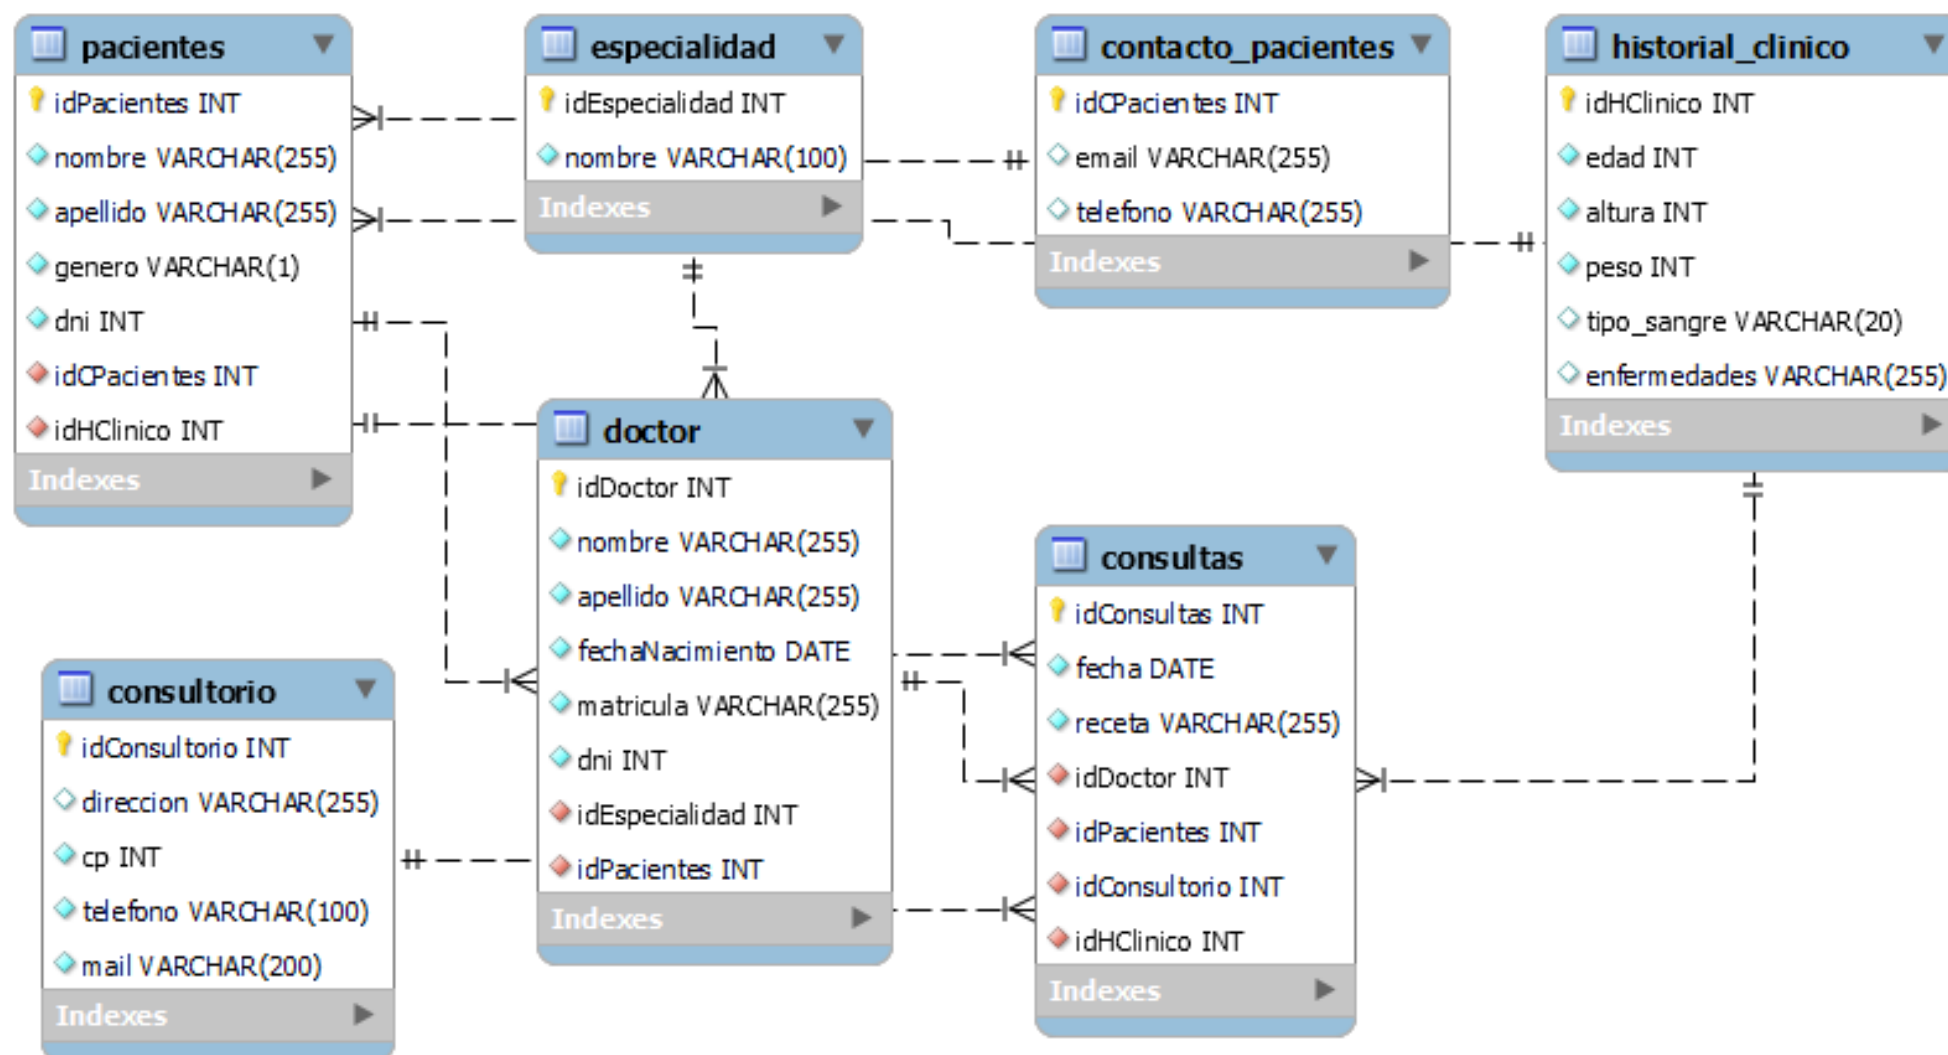 pacientes
idPacientes INT
nombre VARCHAR(255)
apellido VARCHAR(255)
genero VARCHAR(1)
dni INT
idCPacientes INT
idHClinico INT
Indexes
especialidad
idEspecialidad INT
nombre VARCHAR(100)
Indexes
contacto_pacientes
idCPacientes INT
email VARCHAR(255)
telefono VARCHAR(255)
Indexes
historial_clinico
idHClinico INT
edad INT
altura INT
peso INT
tipo_sangre VARCHAR(20)
enfermedades VARCHAR(255)
Indexes
doctor
idDoctor INT
nombre VARCHAR(255)
apellido VARCHAR(255)
fechaNacimiento DATE
matricula VARCHAR(255)
dni INT
idEspecialidad INT
idPacientes INT
Indexes
consultas
idConsultas INT
fecha DATE
receta VARCHAR(255)
idDoctor INT
idPacientes INT
idConsultorio INT
idHClinico INT
Indexes
consultorio
idConsultorio INT
direccion VARCHAR(255)
cp INT
telefono VARCHAR(100)
mail VARCHAR(200)
Indexes